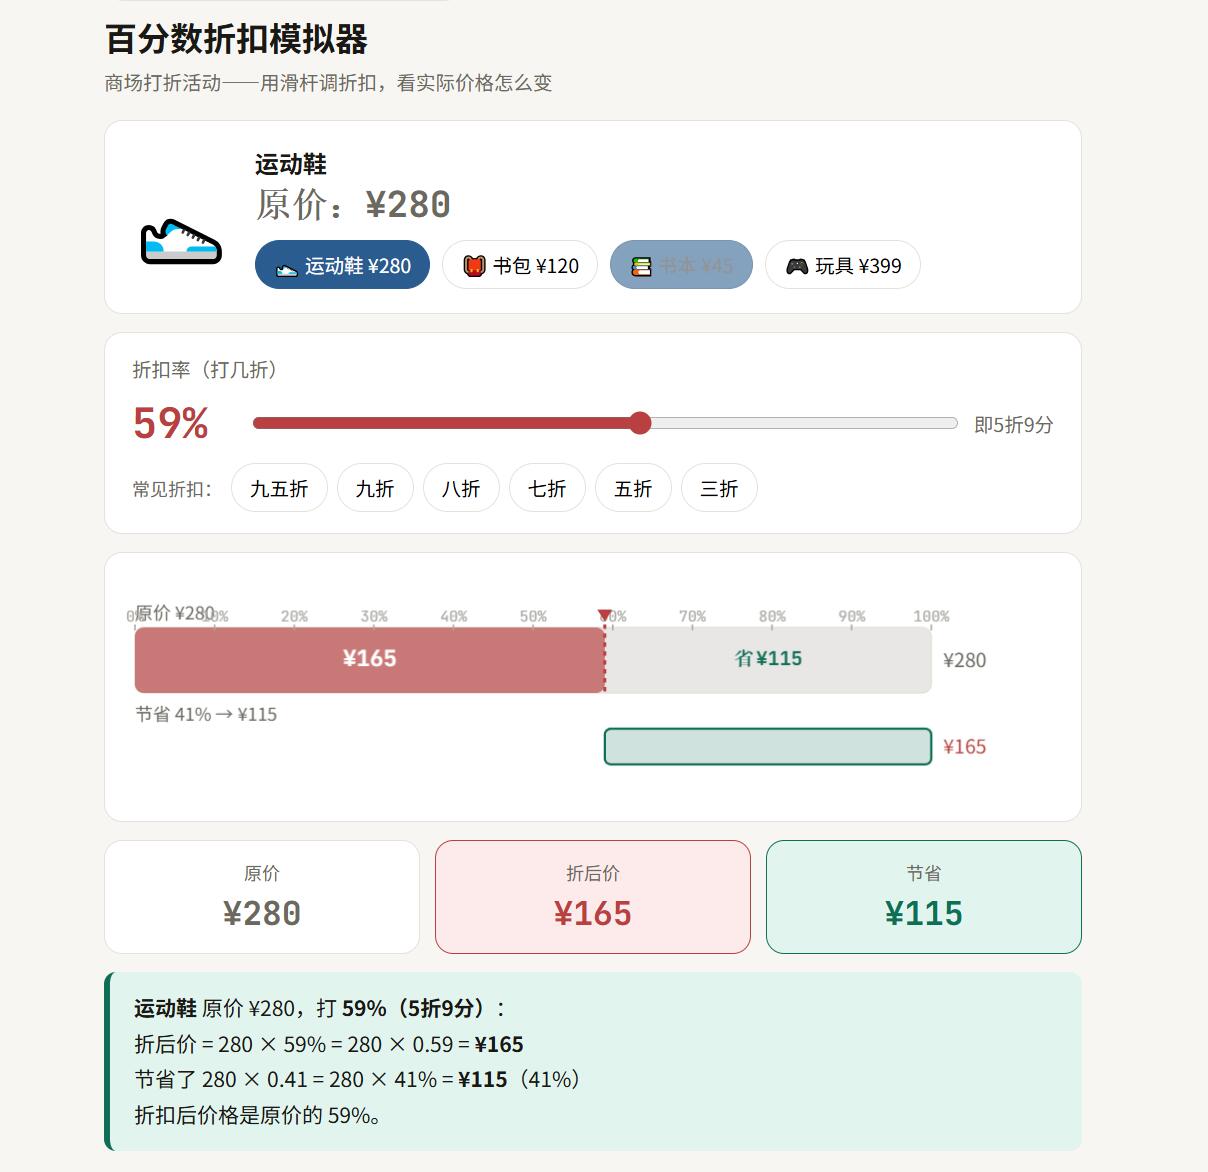 百分数折扣模拟器
商场打折活动——用滑杆调折扣，看实际价格怎么变
运动鞋
原价：¥280
运动鞋 ¥280
书包 ¥120
书本 ¥45
玩具 ¥399
折扣率（打几折）
59%
即5折9分
常见折扣：
九五折
九折
八折
七折
五折
三折
原价 ¥280
0% 10% 20% 30% 40% 50% 60% 70% 80% 90% 100%
¥165
省 ¥115
¥280
节省 41% → ¥115
¥165
原价
¥280
折后价
¥165
节省
¥115
运动鞋 原价 ¥280，打 59%（5折9分）：
折后价 = 280 × 59% = 280 × 0.59 = ¥165
节省了 280 × 0.41 = 280 × 41% = ¥115（41%）
折扣后价格是原价的 59%。